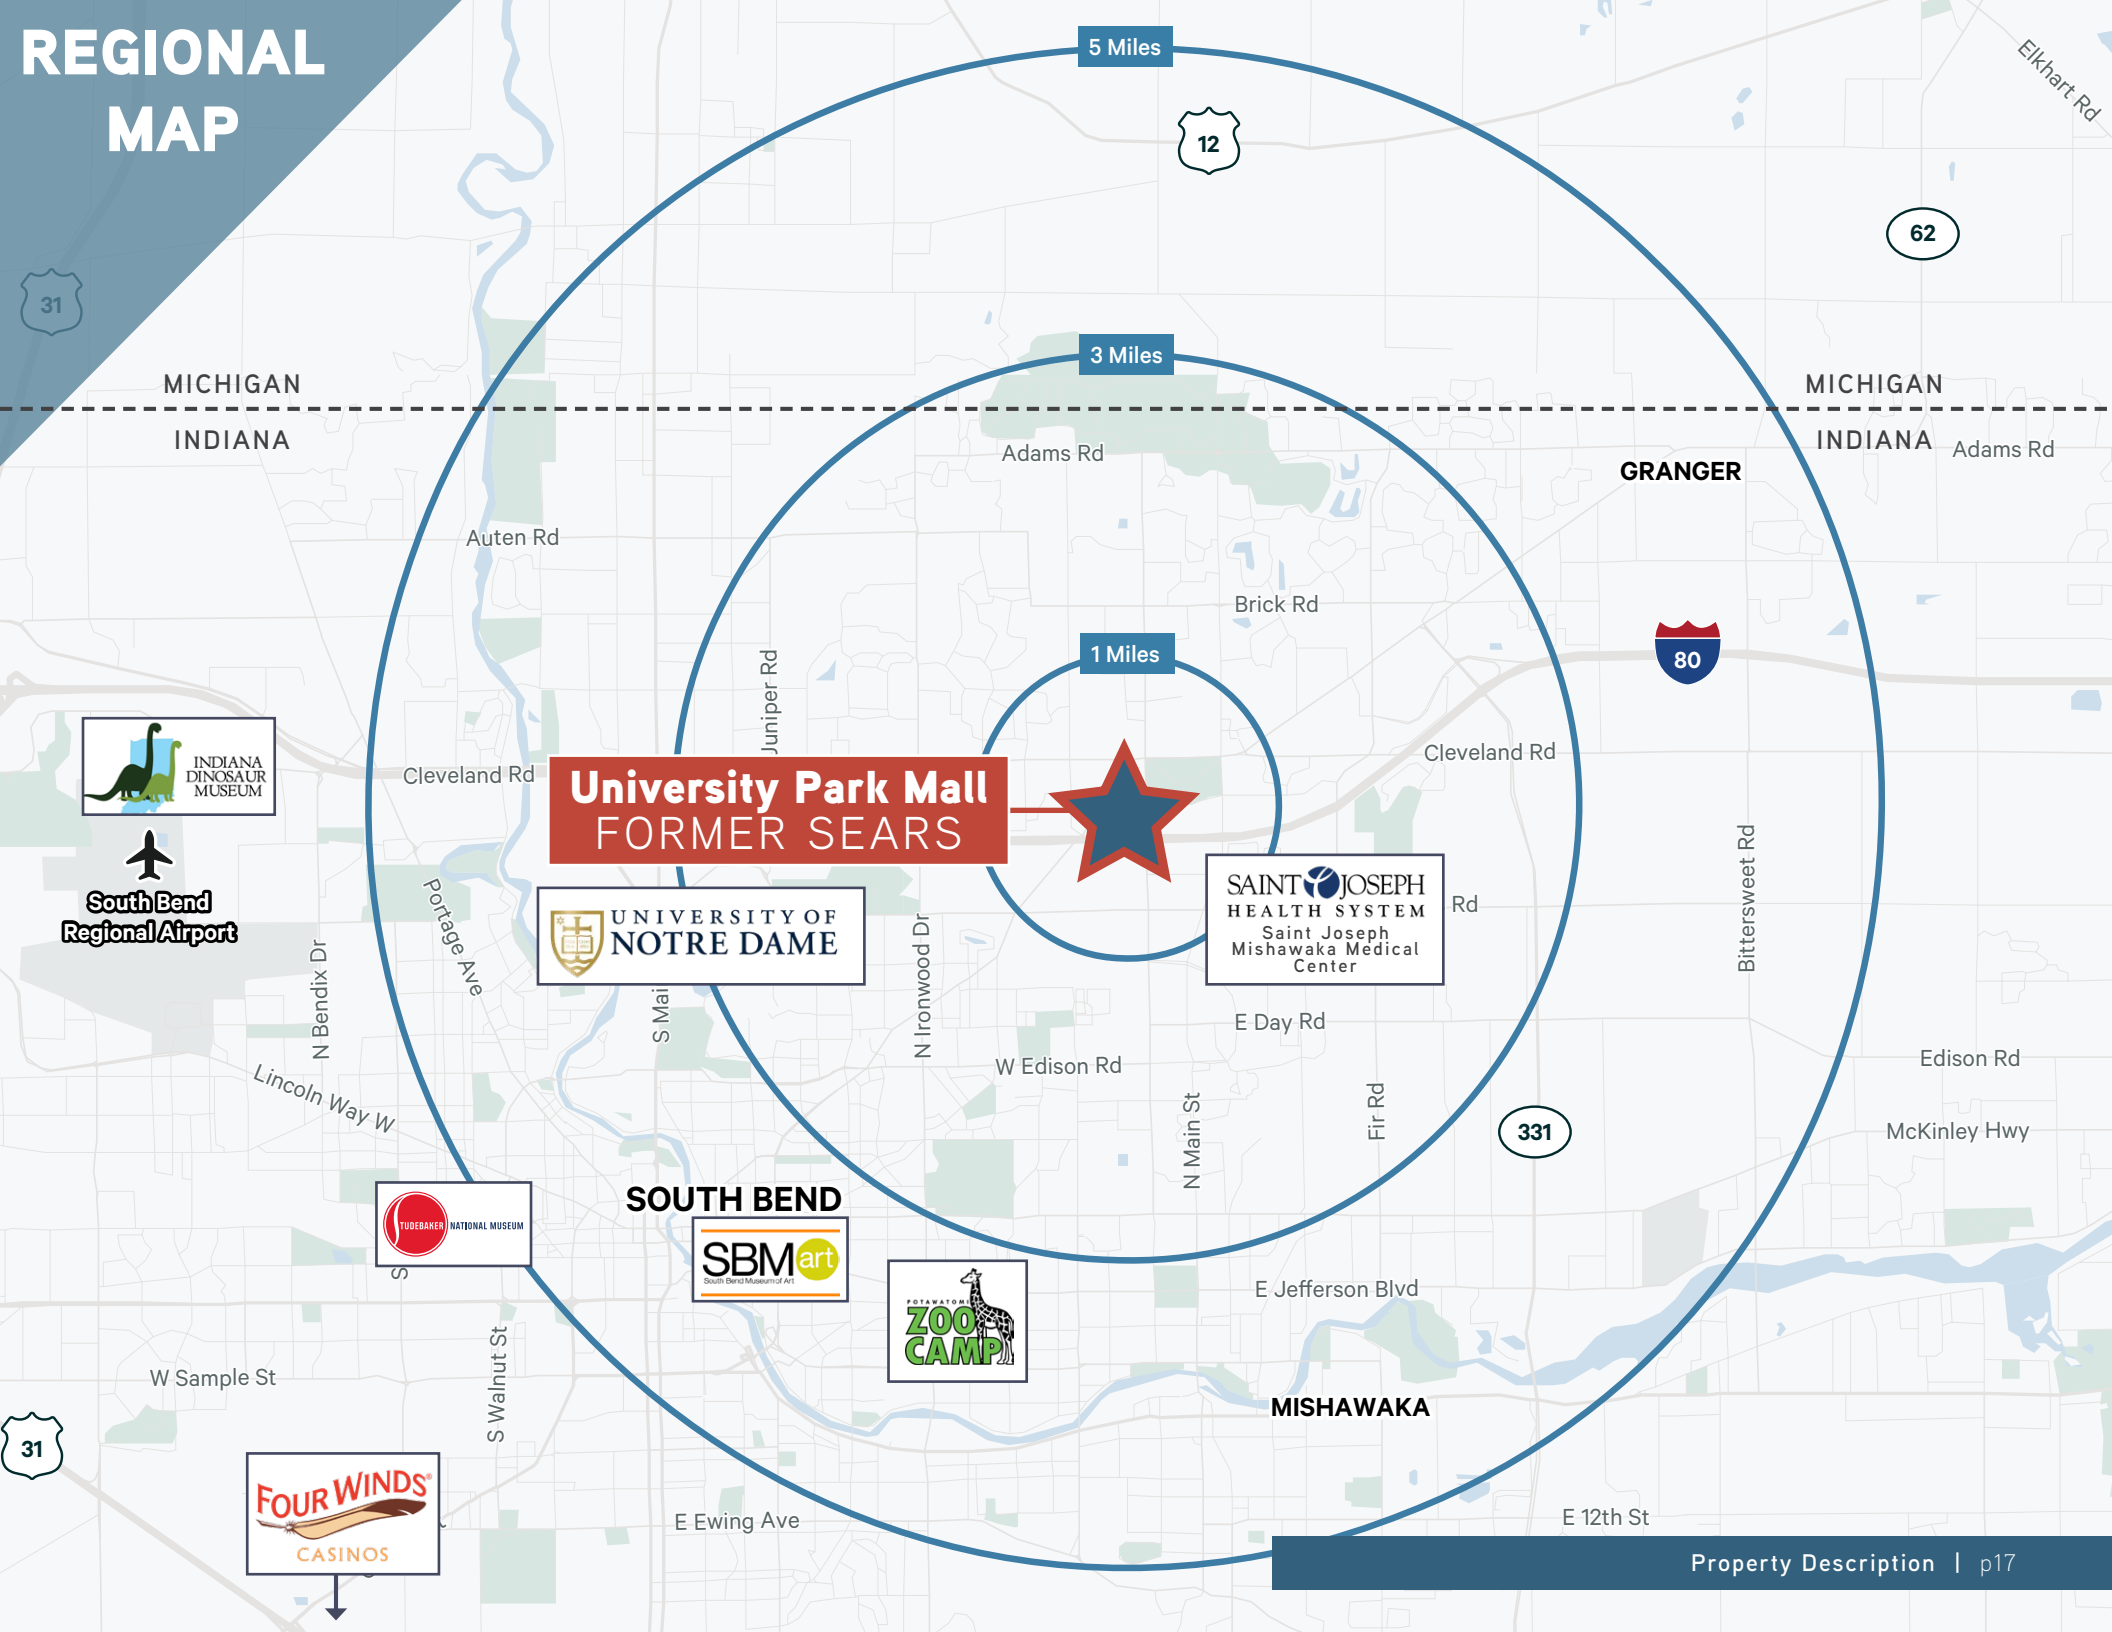 REGIONAL
MAP
5 Miles
12
Elkhart Rd
62
31
3 Miles
MICHIGAN
MICHIGAN
INDIANA
INDIANA
Adams Rd
Adams Rd
GRANGER
Auten Rd
Brick Rd
1 Miles
80
Juniper Rd
Cleveland Rd
Cleveland Rd
INDIANA
DINOSAUR
MUSEUM
University Park Mall
FORMER SEARS
South Bend
Regional Airport
Portage Ave
UNIVERSITY OF
NOTRE DAME
SAINT JOSEPH
HEALTH SYSTEM
Saint Joseph
Mishawaka Medical
Center
Rd
Bittersweet Rd
N Bendix Dr
S Mai
N Ironwood Dr
E Day Rd
W Edison Rd
Edison Rd
Lincoln Way W
N Main St
Fir Rd
331
McKinley Hwy
STUDEBAKER NATIONAL MUSEUM
S
SOUTH BEND
SBM art
South Bend Museum of Art
POTAWATOMI
ZOO
CAMP
E Jefferson Blvd
W Sample St
S Walnut St
MISHAWAKA
31
FOUR WINDS®
CASINOS
E Ewing Ave
E 12th St
Property Description | p17